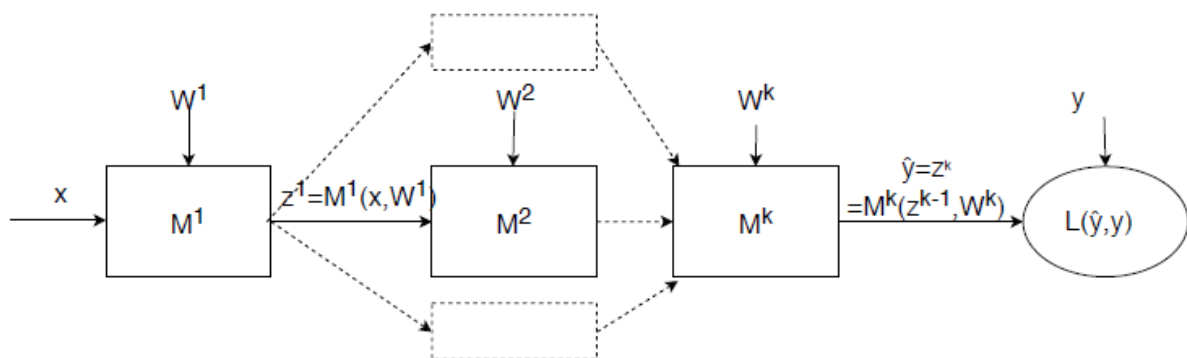 W¹
W²
Wᵏ
y
x
M¹
z¹=M¹(x,W¹)
M²
Mᵏ
ŷ=zᵏ
=Mᵏ(zᵏ⁻¹,Wᵏ)
L(ŷ,y)